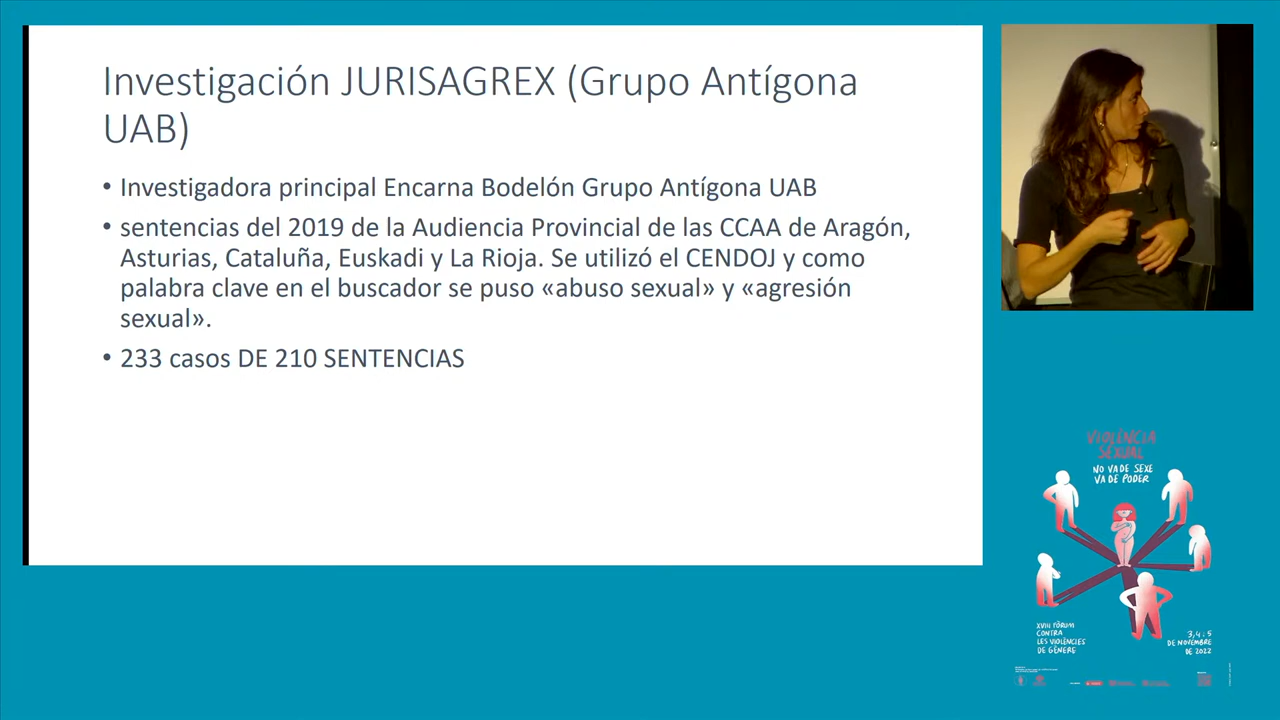 Investigación JURISAGREX (Grupo Antígona
UAB)
• Investigadora principal Encarna Bodelón Grupo Antígona UAB
• sentencias del 2019 de la Audiencia Provincial de las CCAA de Aragón,
Asturias, Cataluña, Euskadi y La Rioja. Se utilizó el CENDOJ y como
palabra clave en el buscador se puso «abuso sexual» y «agresión
sexual».
• 233 casos DE 210 SENTENCIAS
VIOLÈNCIA
SEXUAL
NO VA DE SEXE
VA DE PODER
XVIII FÒRUM
CONTRA
LES VIOLÈNCIES
DE GÈNERE
3, 4 i 5
DE NOVEMBRE
DE 2022